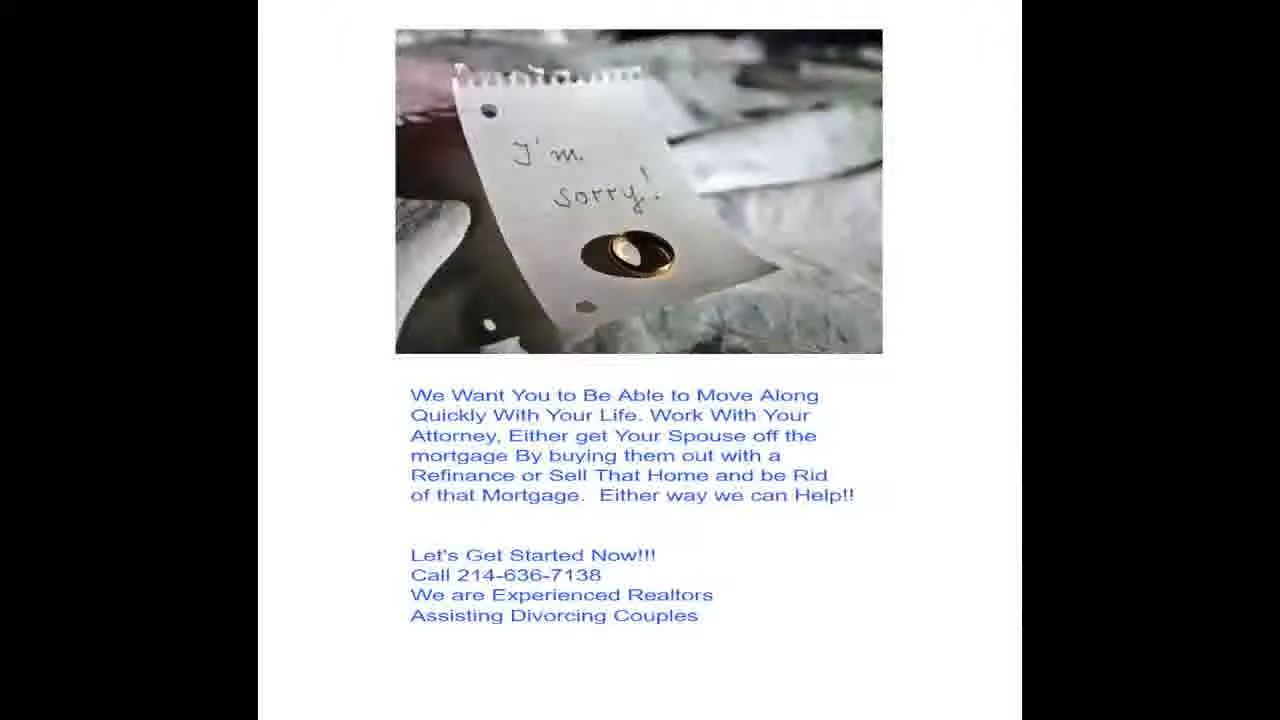 I'm
sorry!
We Want You to Be Able to Move Along
Quickly With Your Life. Work With Your
Attorney, Either get Your Spouse off the
mortgage By buying them out with a
Refinance or Sell That Home and be Rid
of that Mortgage.  Either way we can Help!!
Let's Get Started Now!!!
Call 214-636-7138
We are Experienced Realtors
Assisting Divorcing Couples